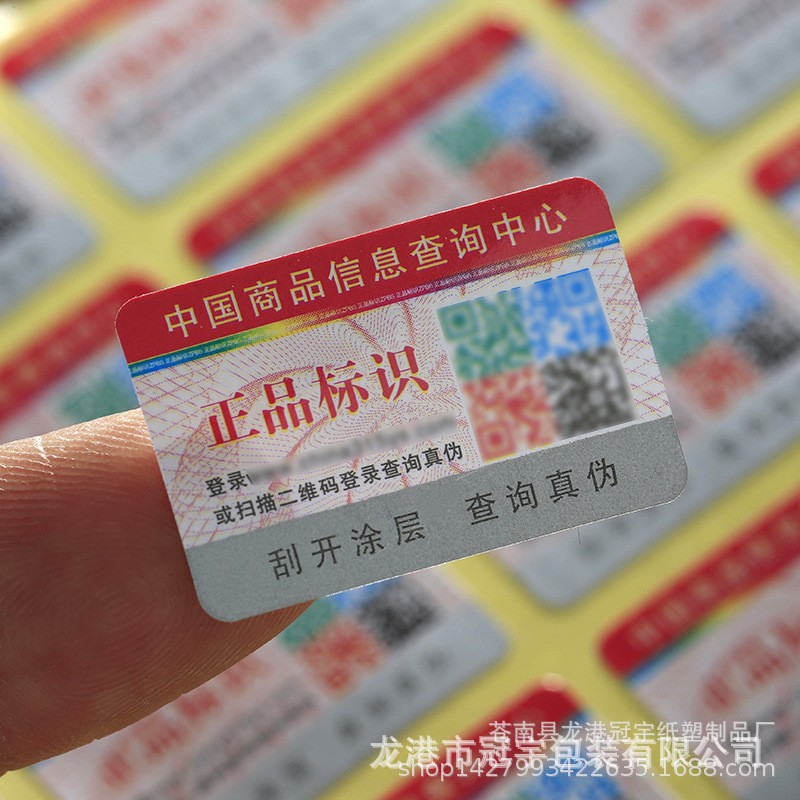 中国商品信息查询中心
正品标识
登录
或扫描二维码登录查询真伪
刮开涂层 查询真伪
苍南县龙港冠宇纸塑制品厂
龙港市冠宇包装有限公司
shop1427993422635.1688.com